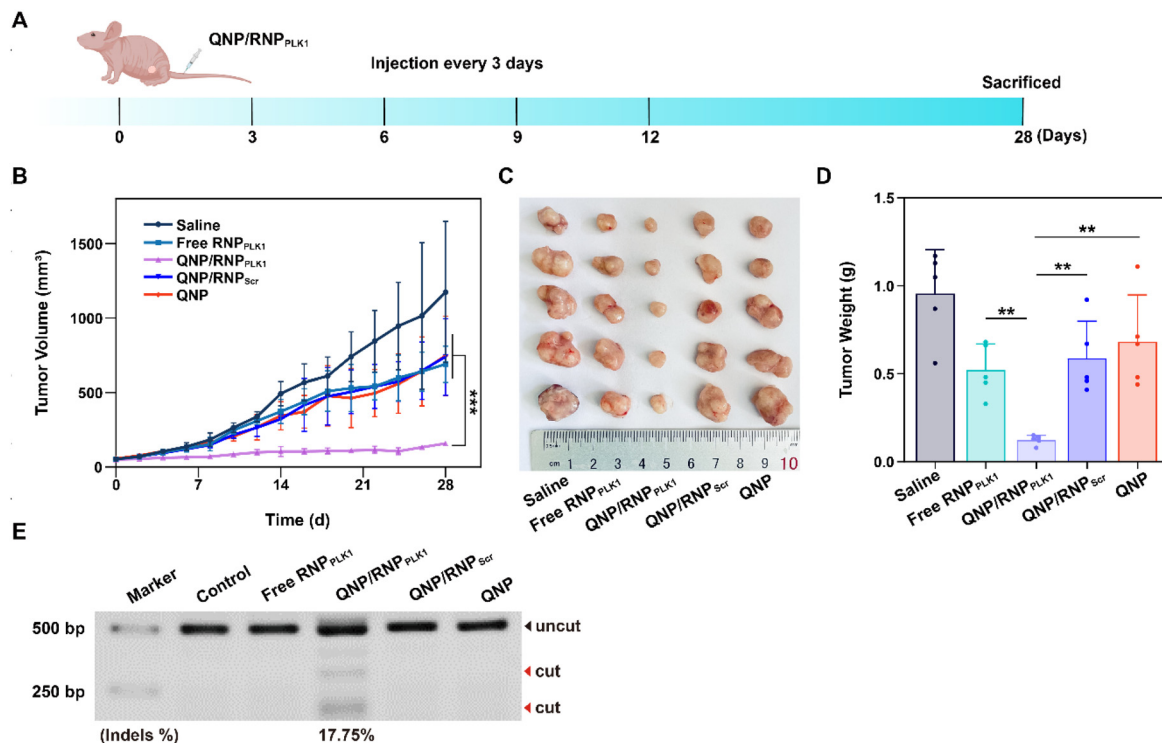 A
QNP/RNPPLK1
Injection every 3 days
Sacrificed
0 3 6 9 12 28 (Days)
B
Saline
Free RNPPLK1
QNP/RNPPLK1
QNP/RNPScr
QNP
Tumor Volume (mm³)
1500
1000
500
0
0 7 14 21 28
Time (d)
***
C
cm 1 2 3 4 5 6 7 8 9 10
Saline
Free RNPPLK1
QNP/RNPPLK1
QNP/RNPScr
QNP
D
Tumor Weight (g)
1.5
1.0
0.5
0.0
**
**
**
Saline
Free RNPPLK1
QNP/RNPPLK1
QNP/RNPScr
QNP
E
Marker
Control
Free RNPPLK1
QNP/RNPPLK1
QNP/RNPScr
QNP
500 bp
uncut
cut
250 bp
cut
(Indels %) 17.75%